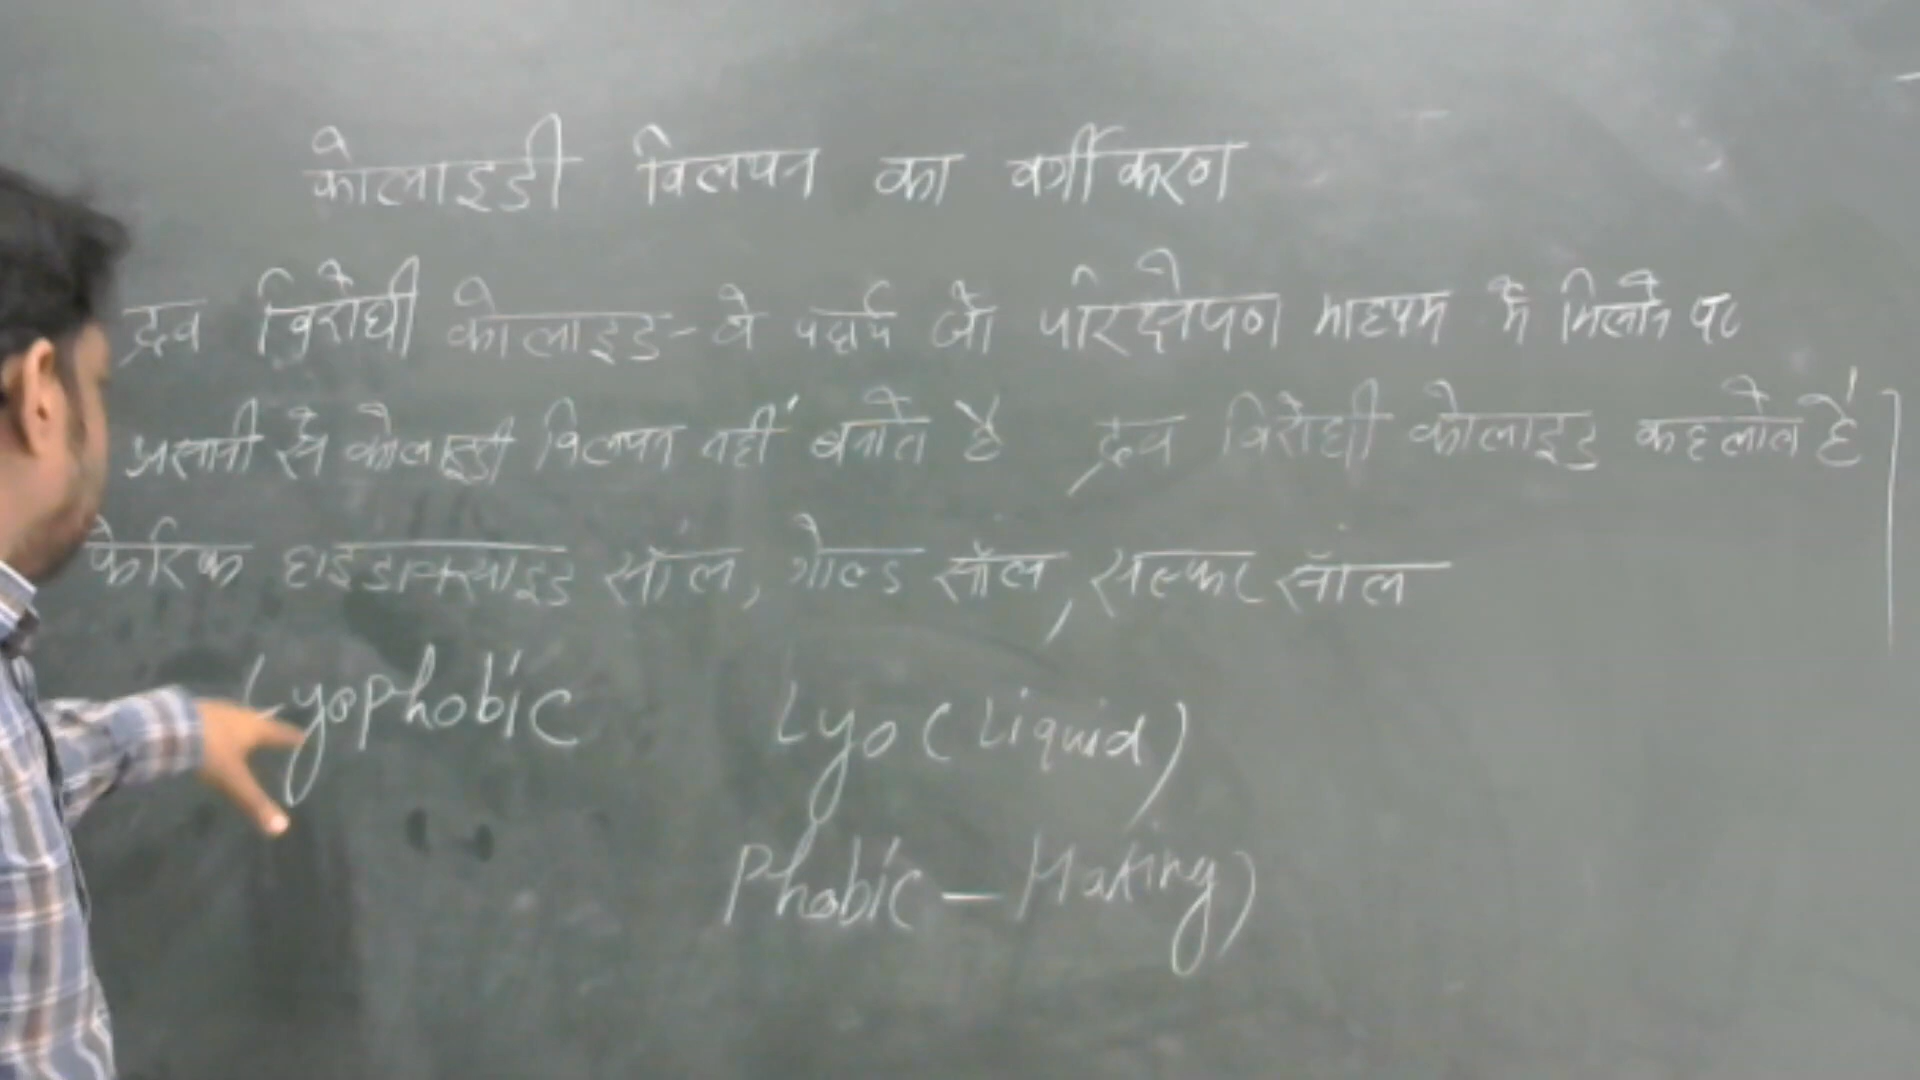 कोलाइडी विलयन का वर्गीकरण
द्रव विरोधी कोलाइड - वे पदार्थ जो परिक्षेपण माध्यम में मिलाने पर
आसानी से कोलाइडी विलयन नहीं बनाते है द्रव विरोधी कोलाइड कहलाते हैं
फेरिक हाइड्राक्साइड सॉल, गोल्ड सॉल, सल्फर सॉल
Lyophobic Lyo (Liquid)
Phobic - Hating)